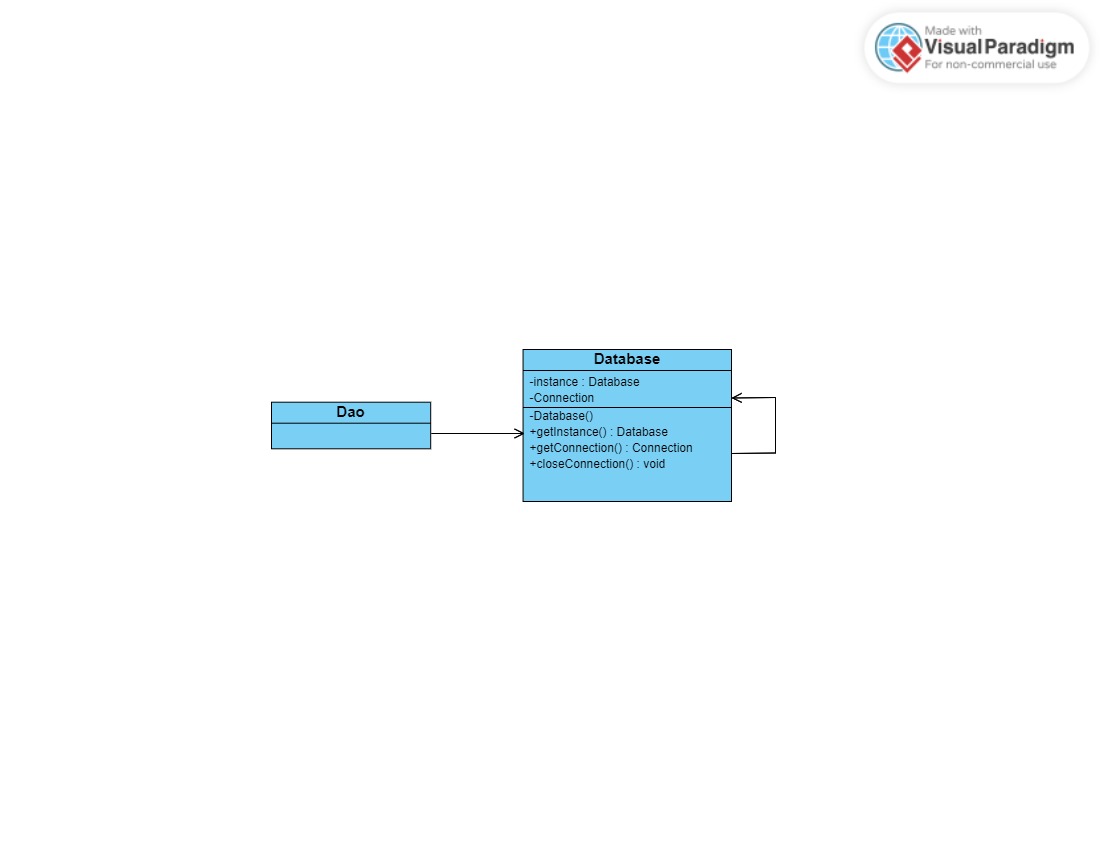 Made with
Visual Paradigm
For non-commercial use
Database
-instance : Database
-Connection
-Database()
+getInstance() : Database
+getConnection() : Connection
+closeConnection() : void
Dao